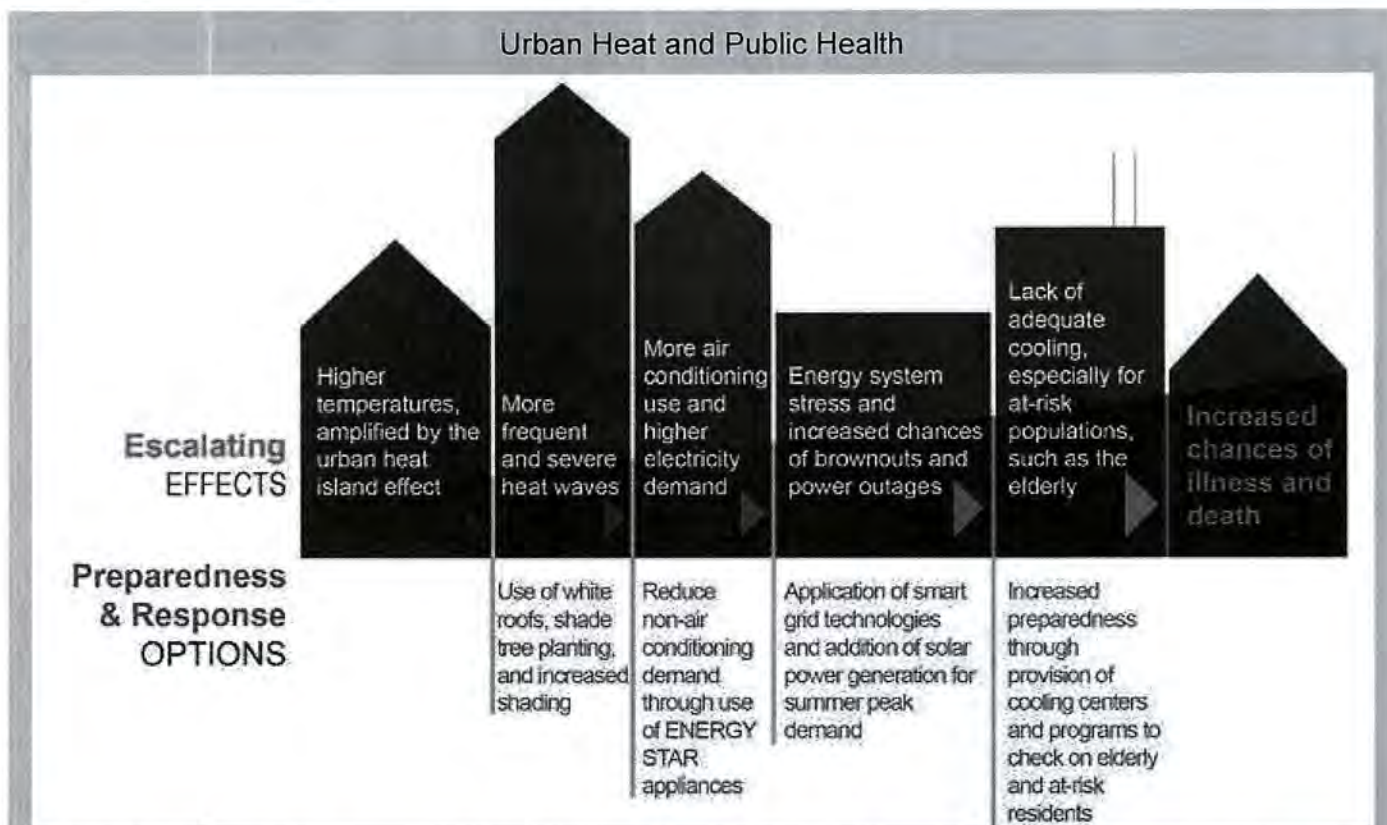 Urban Heat and Public Health
Escalating
EFFECTS
Higher
temperatures,
amplified by the
urban heat
island effect
More
frequent
and severe
heat waves
More air
conditioning
use and
higher
electricity
demand
Energy system
stress and
increased chances
of brownouts and
power outages
Lack of
adequate
cooling,
especially for
at-risk
populations,
such as the
elderly
Increased
chances of
illness and
death
Preparedness
& Response
OPTIONS
Use of white
roofs, shade
tree planting,
and increased
shading
Reduce
non-air
conditioning
demand
through use
of ENERGY
STAR
appliances
Application of smart
grid technologies
and addition of solar
power generation for
summer peak
demand
Increased
preparedness
through
provision of
cooling centers
and programs to
check on elderly
and at-risk
residents